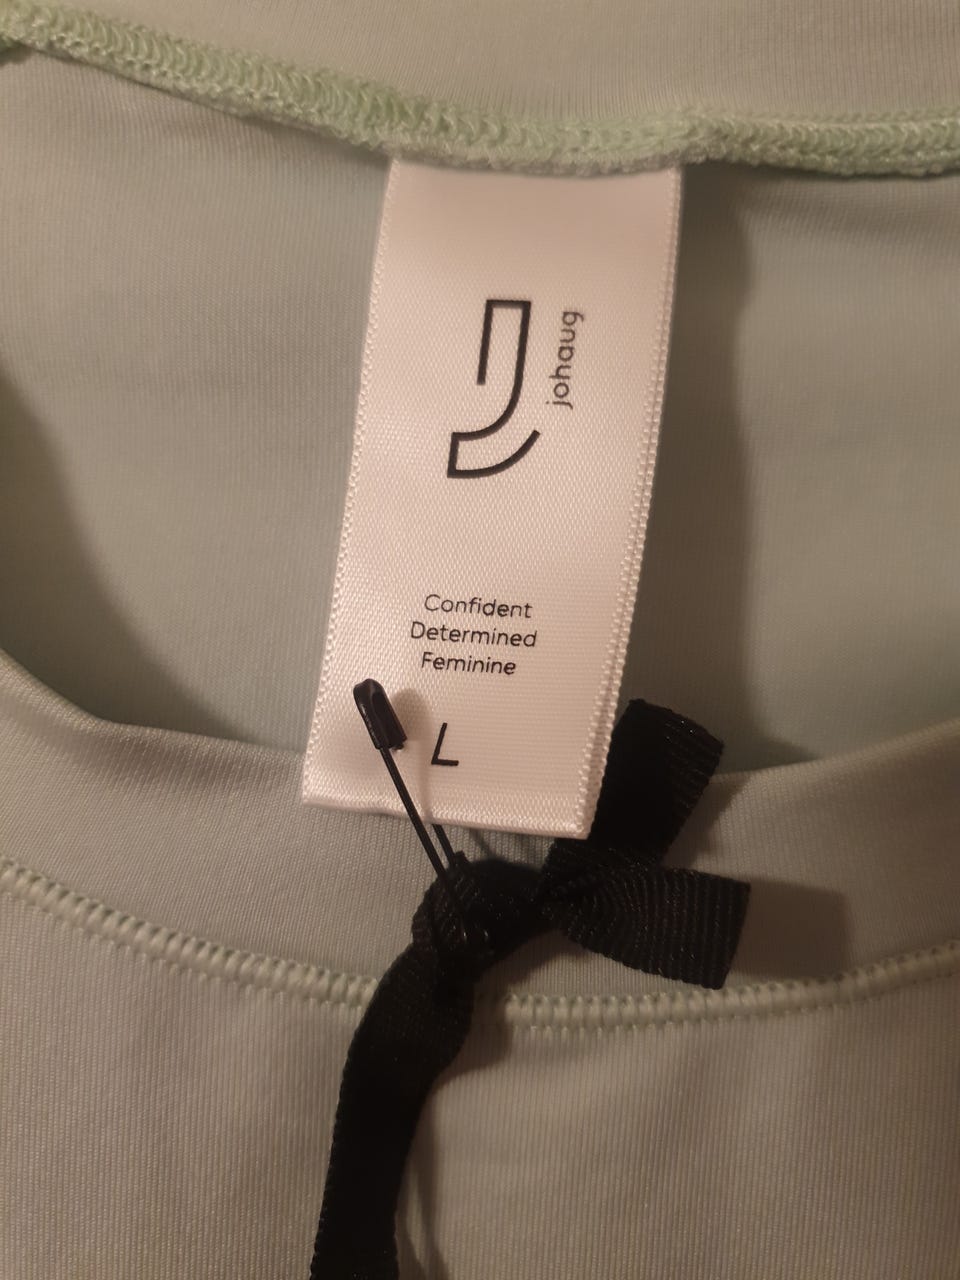 johaug
Confident
Determined
Feminine
L